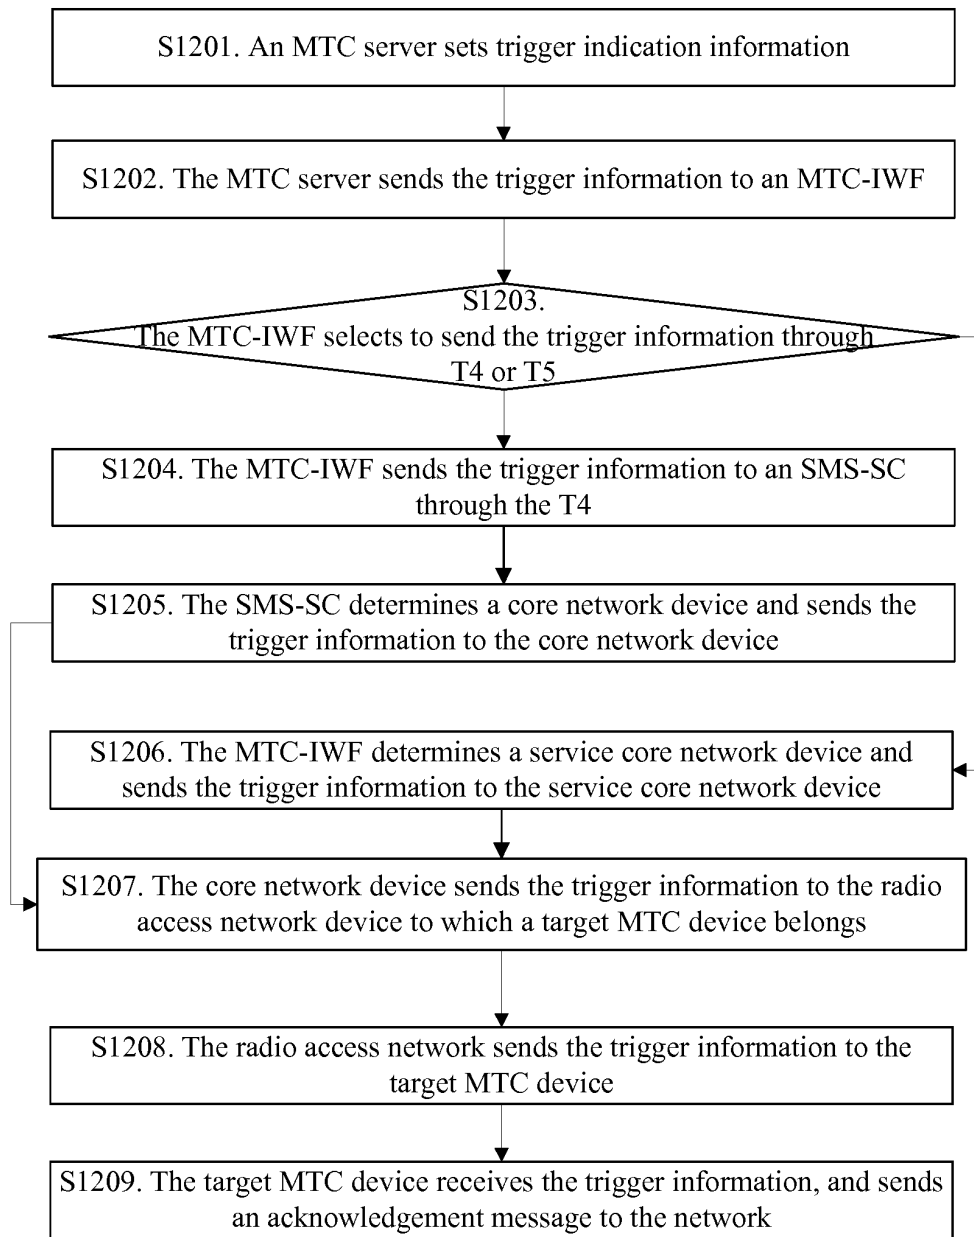 S1201. An MTC server sets trigger indication information
S1202. The MTC server sends the trigger information to an MTC-IWF
S1203.
The MTC-IWF selects to send the trigger information through
T4 or T5
S1204. The MTC-IWF sends the trigger information to an SMS-SC
through the T4
S1205. The SMS-SC determines a core network device and sends the
trigger information to the core network device
S1206. The MTC-IWF determines a service core network device and
sends the trigger information to the service core network device
S1207. The core network device sends the trigger information to the radio
access network device to which a target MTC device belongs
S1208. The radio access network sends the trigger information to the
target MTC device
S1209. The target MTC device receives the trigger information, and sends
an acknowledgement message to the network